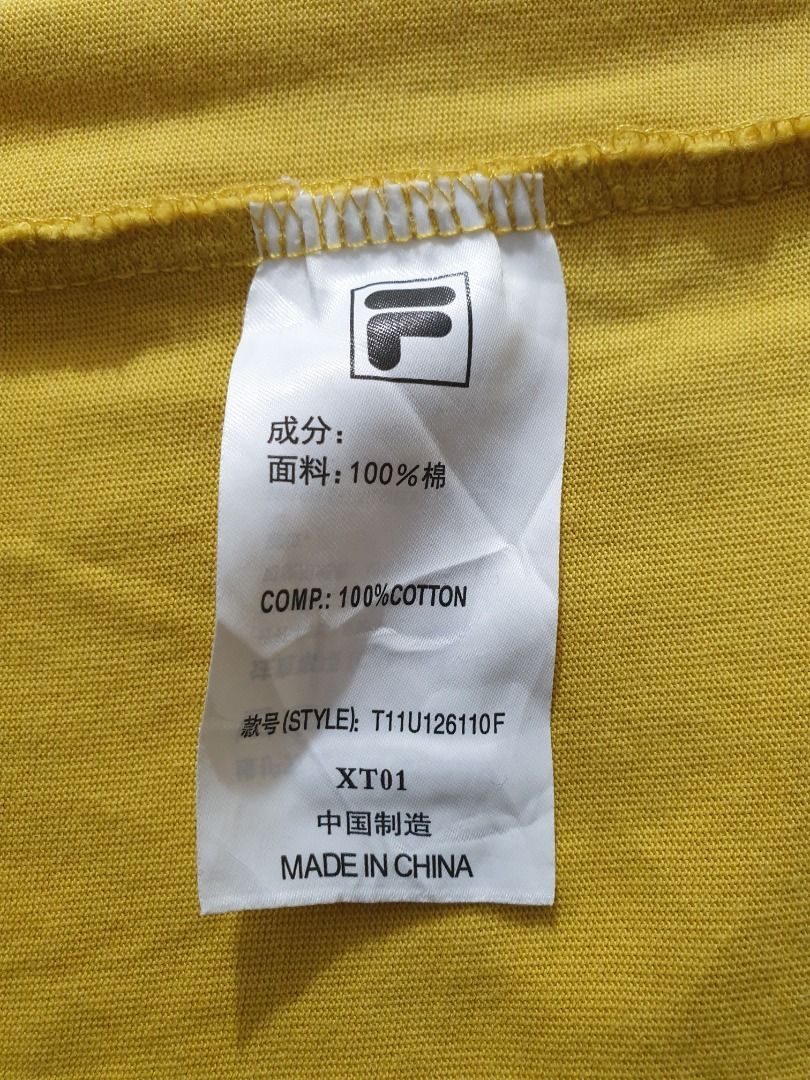 F
成分:
面料:100%棉
COMP.: 100%COTTON
款号(STYLE): T11U126110F
XT01
中国制造
MADE IN CHINA